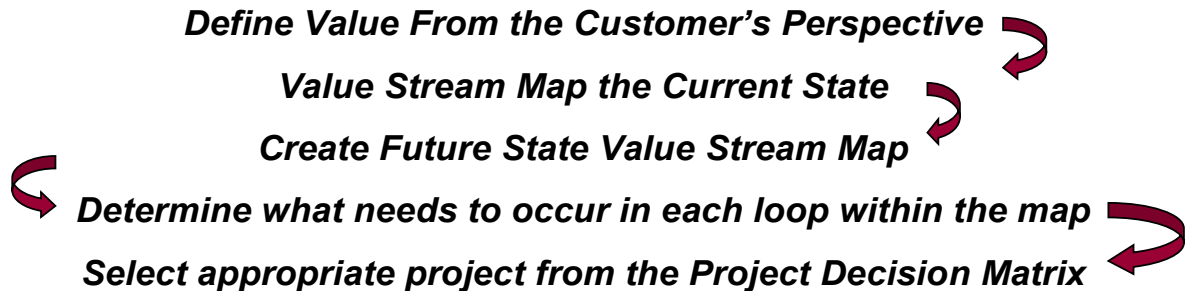 Define Value From the Customer’s Perspective
Value Stream Map the Current State
Create Future State Value Stream Map
Determine what needs to occur in each loop within the map
Select appropriate project from the Project Decision Matrix